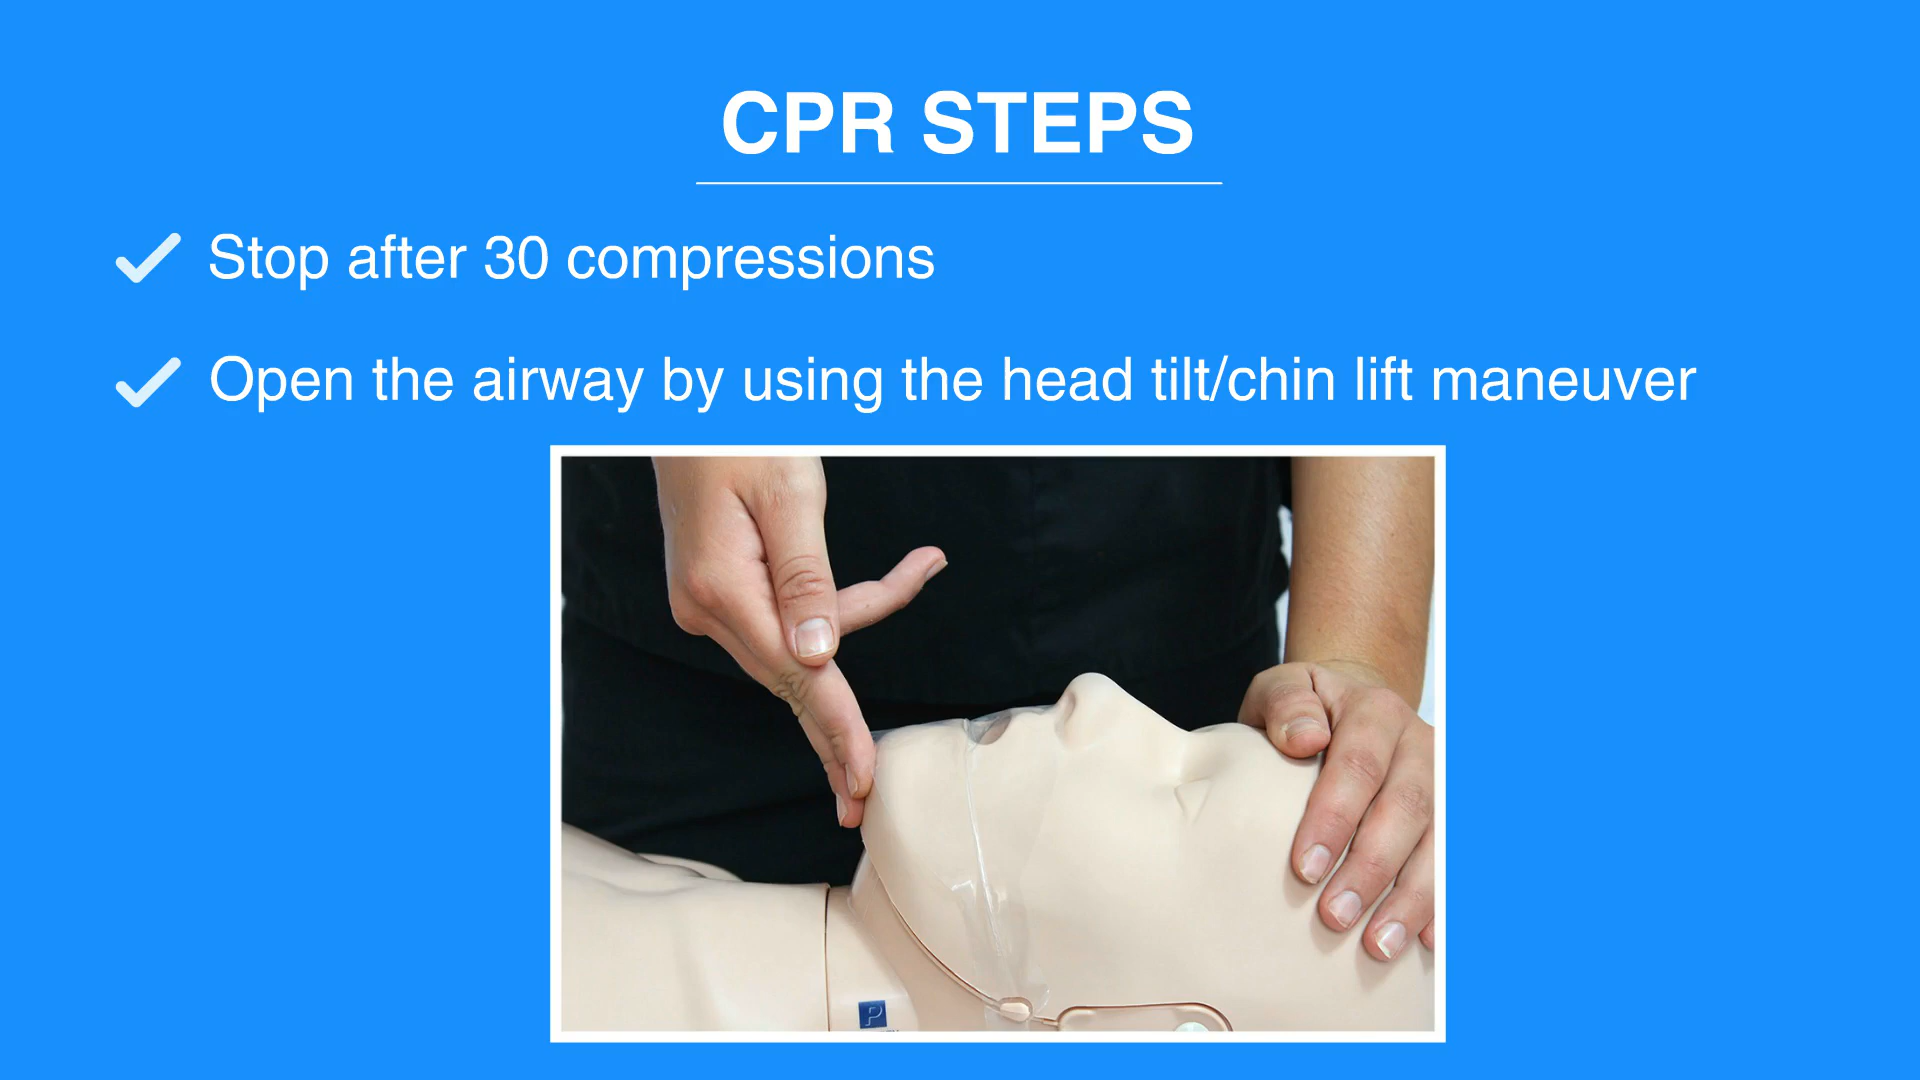 CPR STEPS
Stop after 30 compressions
Open the airway by using the head tilt/chin lift maneuver
P